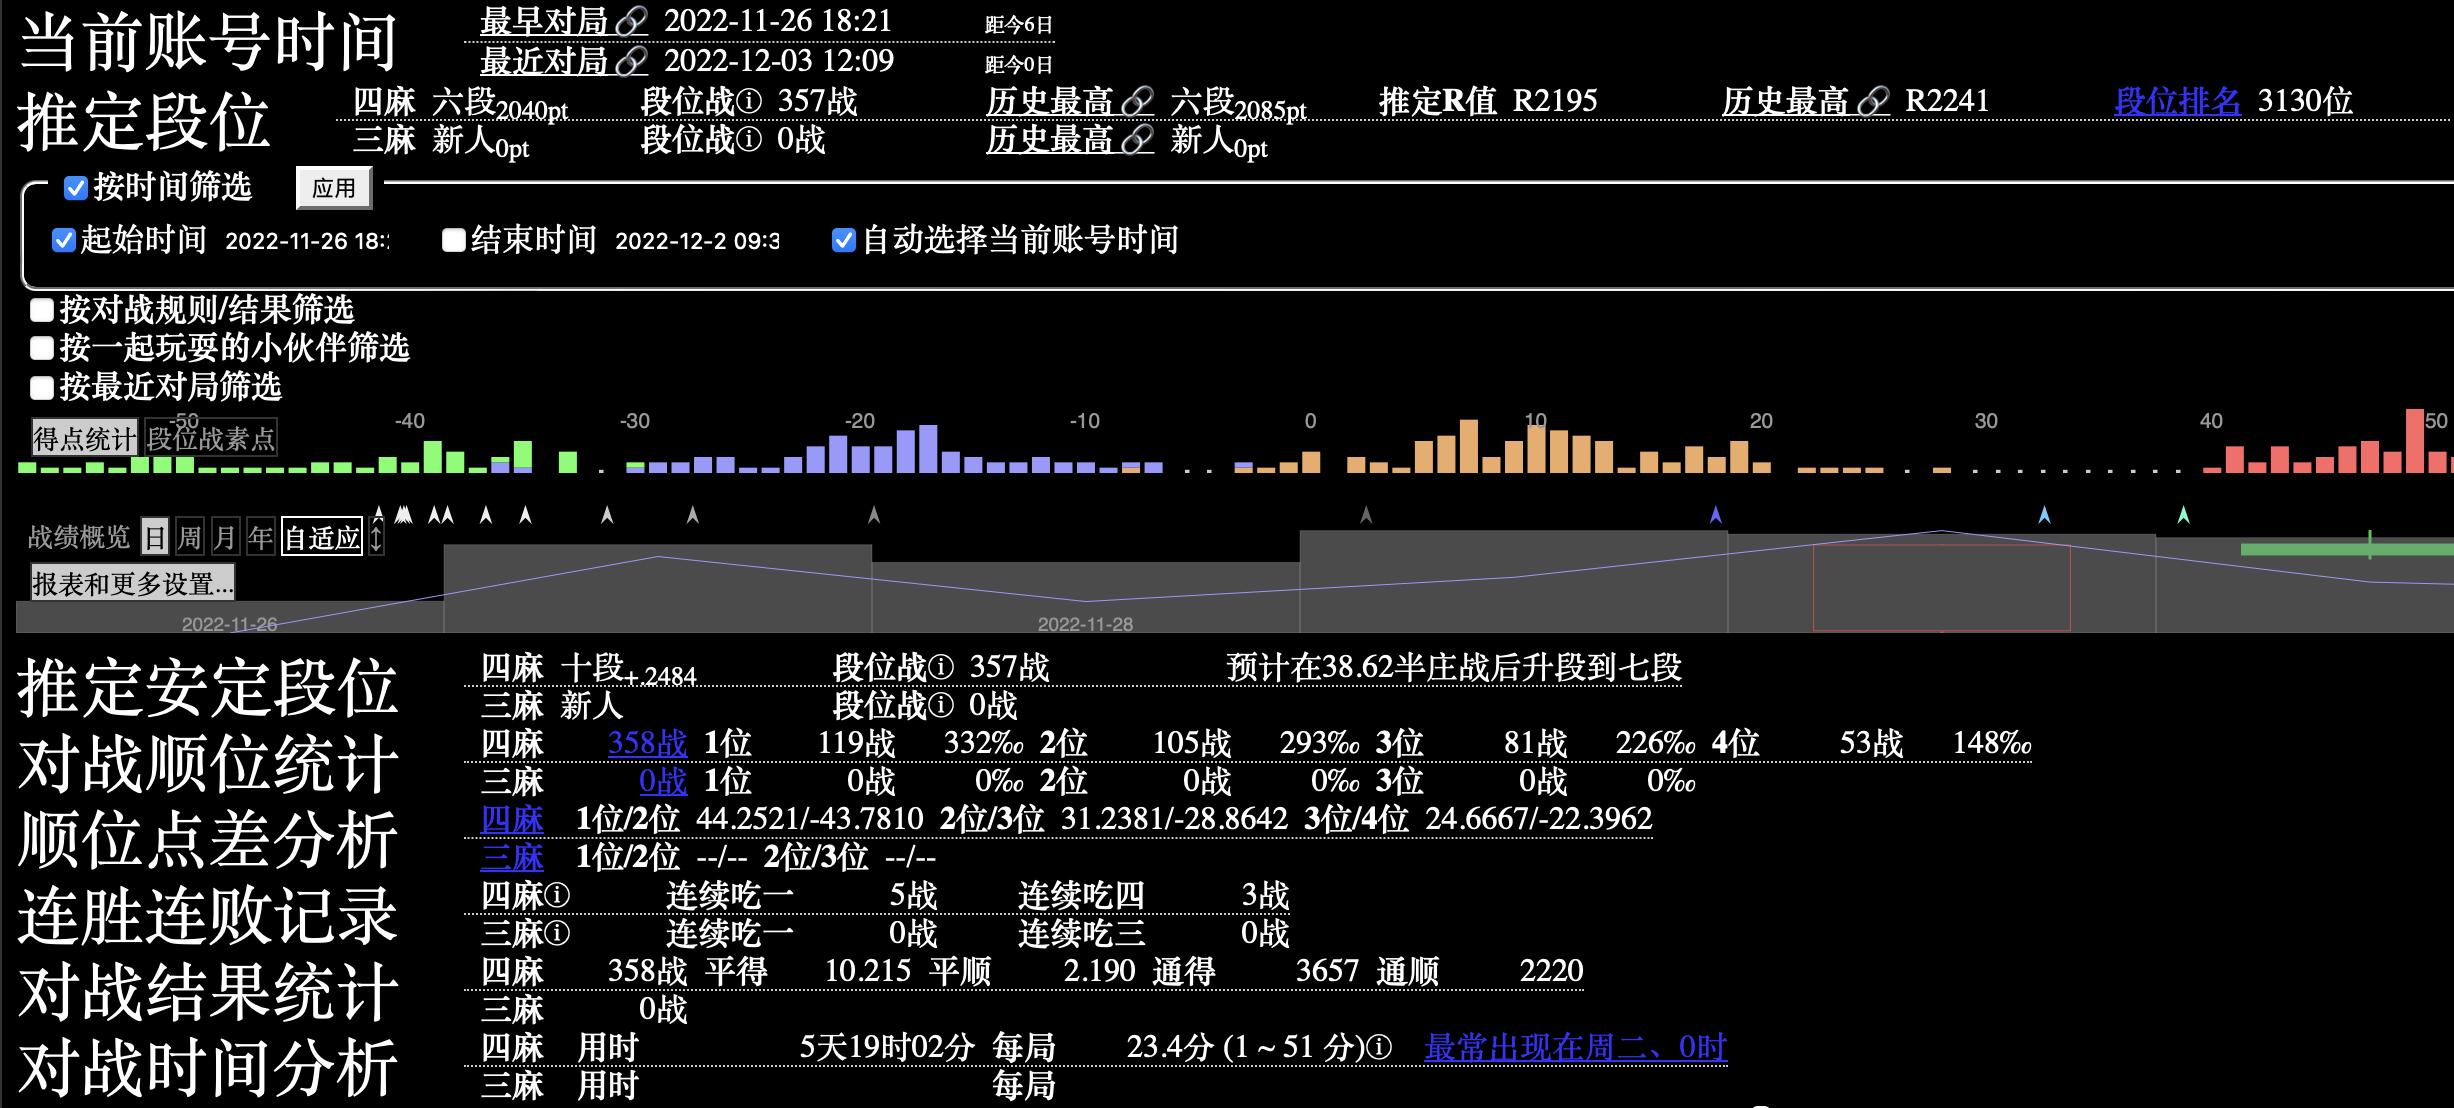 当前账号时间 最早对局🔗 2022-11-26 18:21 距今6日
最近对局🔗 2022-12-03 12:09 距今0日
推定段位 四麻 六段2040pt 段位战ⓘ 357战 历史最高🔗 六段2085pt 推定R值 R2195 历史最高🔗 R2241 段位排名 3130位
三麻 新人0pt 段位战ⓘ 0战 历史最高🔗 新人0pt
按时间筛选 应用
起始时间 2022-11-26 18: 结束时间 2022-12-2 09:3 自动选择当前账号时间
按对战规则/结果筛选
按一起玩耍的小伙伴筛选
按最近对局筛选
-50 -40 -30 -20 -10 0 10 20 30 40 50
得点统计 段位战素点
战绩概览 日 周 月 年 自适应 ↕
报表和更多设置...
2022-11-26 2022-11-28
推定安定段位 四麻 十段+.2484 段位战ⓘ 357战 预计在38.62半庄战后升段到七段
三麻 新人 段位战ⓘ 0战
对战顺位统计 四麻 358战 1位 119战 332‰ 2位 105战 293‰ 3位 81战 226‰ 4位 53战 148‰
三麻 0战 1位 0战 0‰ 2位 0战 0‰ 3位 0战 0‰
顺位点差分析 四麻 1位/2位 44.2521/-43.7810 2位/3位 31.2381/-28.8642 3位/4位 24.6667/-22.3962
三麻 1位/2位 --/-- 2位/3位 --/--
连胜连败记录 四麻ⓘ 连续吃一 5战 连续吃四 3战
三麻ⓘ 连续吃一 0战 连续吃三 0战
对战结果统计 四麻 358战 平得 10.215 平顺 2.190 通得 3657 通顺 2220
三麻 0战
对战时间分析 四麻 用时 5天19时02分 每局 23.4分 (1 ~ 51 分)ⓘ 最常出现在周二、0时
三麻 用时 每局